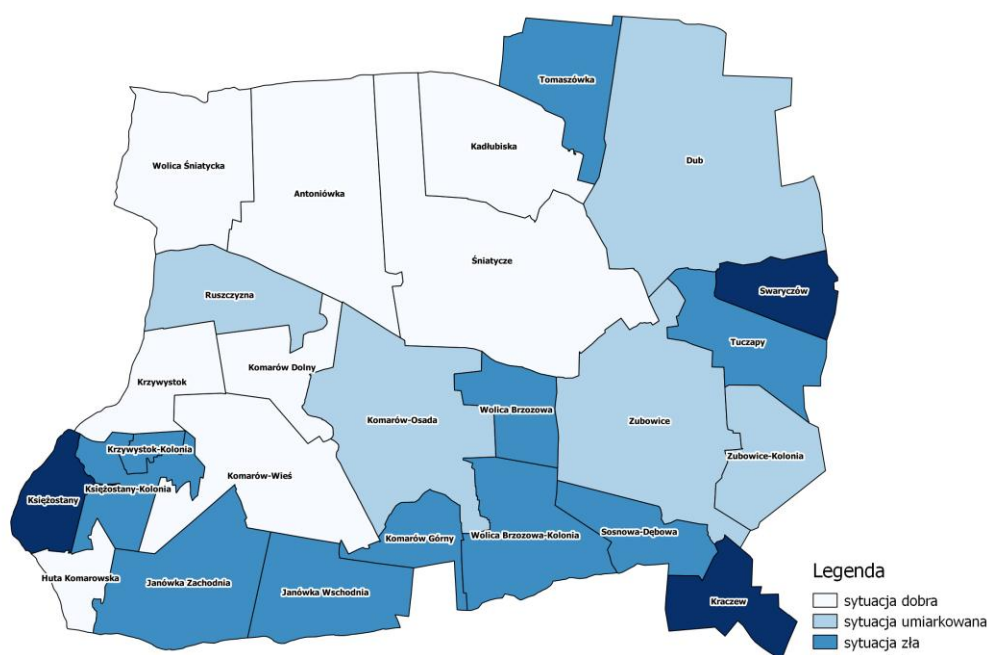 Tomaszówka
Kadłubiska
Dub
Wolica Śniatycka
Antoniówka
Śniatycze
Swaryczów
Ruszczyzna
Tuczapy
Komarów Dolny
Krzywystok
Wolica Brzozowa
Komarów-Osada
Zubowice
Krzywystok-Kolonia
Zubowice-Kolonia
Komarów-Wieś
Księżostany-Kolonia
Księżostany
Sosnowa-Dębowa
Komarów Górny
Wolica Brzozowa-Kolonia
Huta Komarowska
Janówka Zachodnia
Janówka Wschodnia
Kraczew
Legenda
sytuacja dobra
sytuacja umiarkowana
sytuacja zła